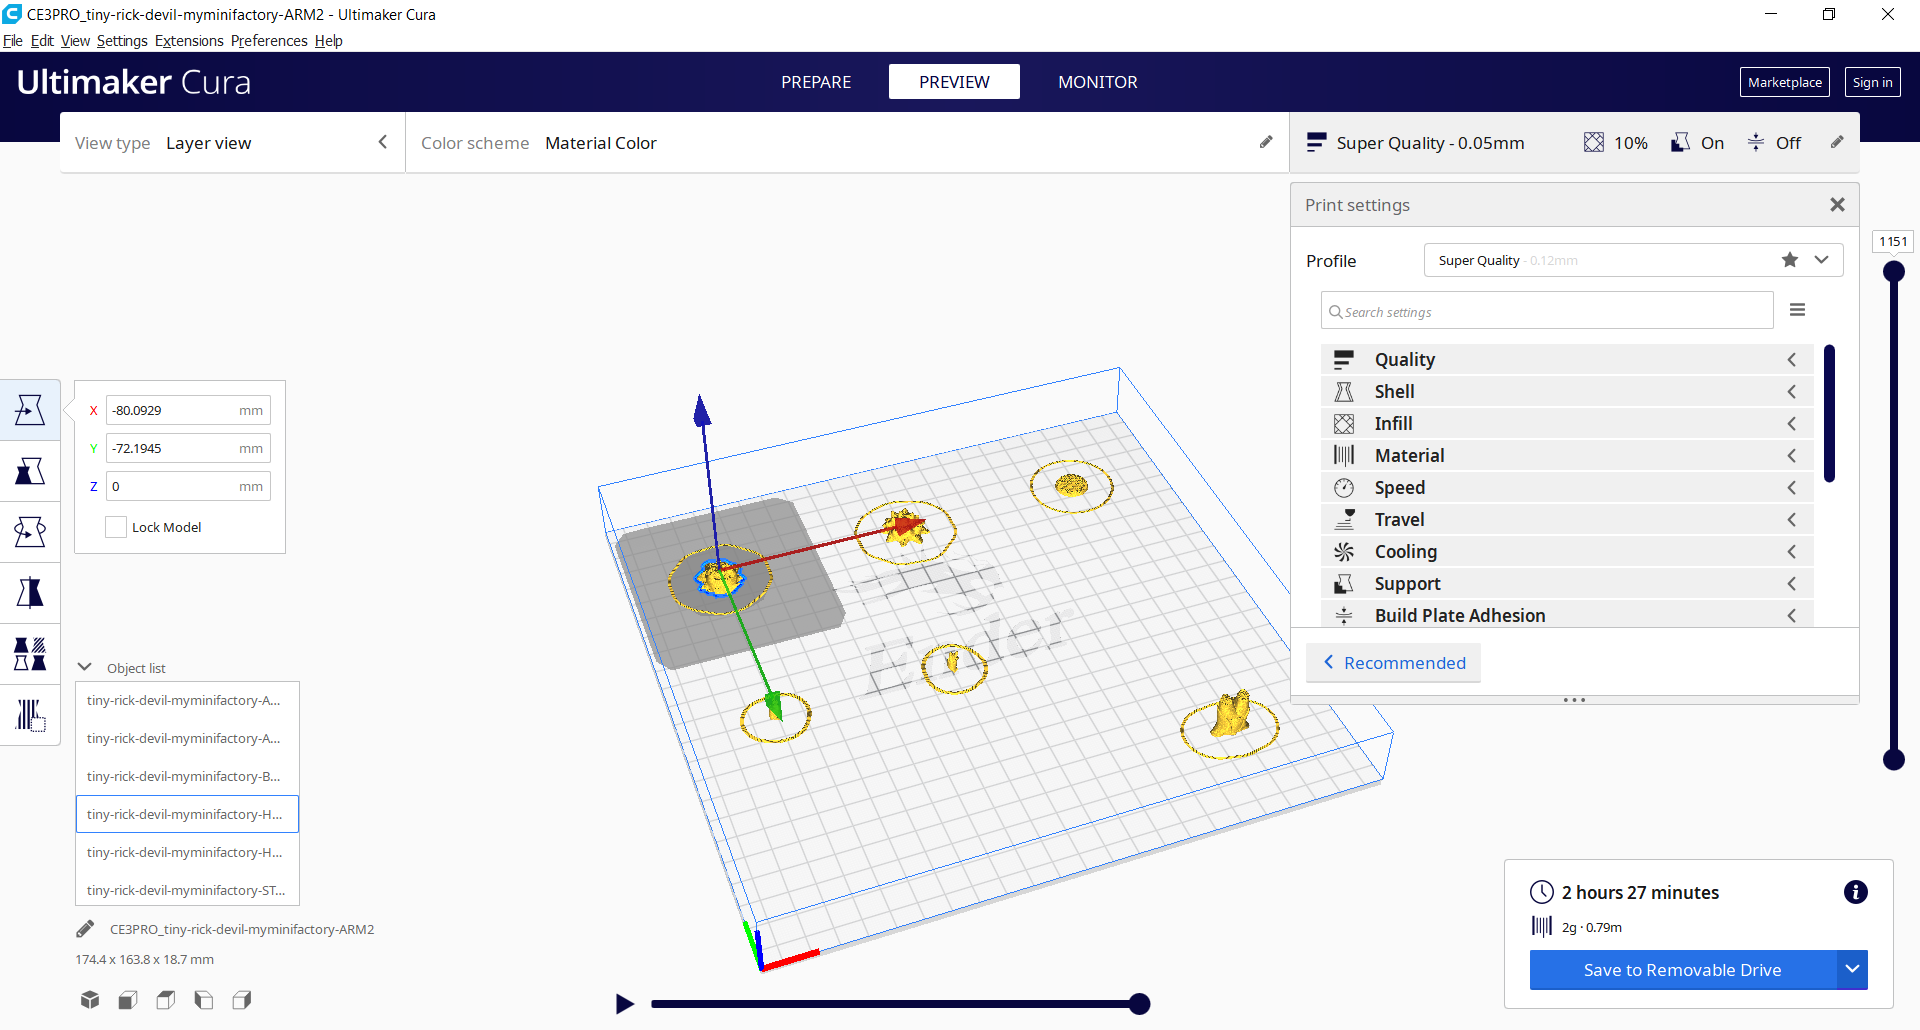 CE3PRO_tiny-rick-devil-myminifactory-ARM2 - Ultimaker Cura
File Edit View Settings Extensions Preferences Help
Ultimaker Cura
PREPARE PREVIEW MONITOR
Marketplace Sign in
View type Layer view
Color scheme Material Color
Super Quality - 0.05mm 10% On Off
Print settings
Profile Super Quality - 0.12mm
Search settings
Quality
Shell
Infill
Material
Speed
Travel
Cooling
Support
Build Plate Adhesion
Recommended
1151
X -80.0929 mm
Y -72.1945 mm
Z 0 mm
Lock Model
Object list
tiny-rick-devil-myminifactory-A...
tiny-rick-devil-myminifactory-A...
tiny-rick-devil-myminifactory-B...
tiny-rick-devil-myminifactory-H...
tiny-rick-devil-myminifactory-H...
tiny-rick-devil-myminifactory-ST...
CE3PRO_tiny-rick-devil-myminifactory-ARM2
174.4 x 163.8 x 18.7 mm
2 hours 27 minutes
2g · 0.79m
Save to Removable Drive